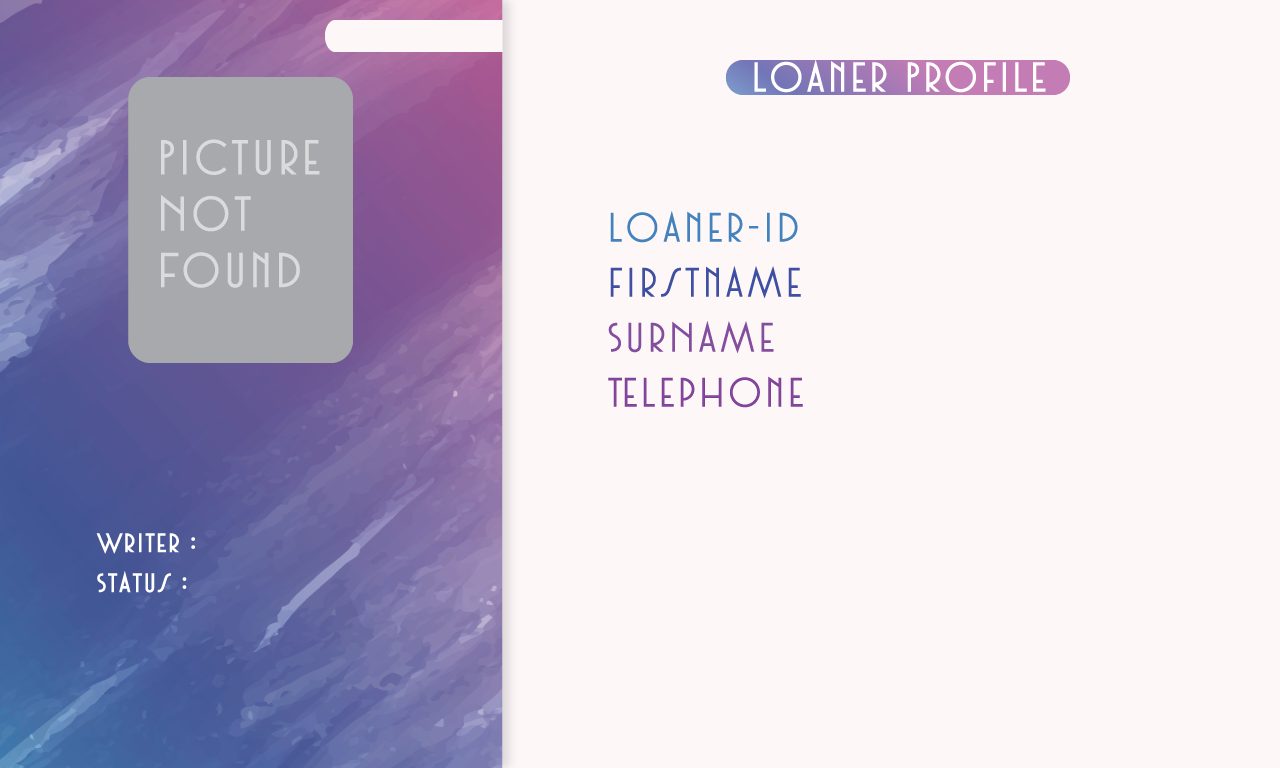 PICTURE
NOT
FOUND
WRITER :
STATUS :
LOANER PROFILE
LOANER-ID
FIRSTNAME
SURNAME
TELEPHONE